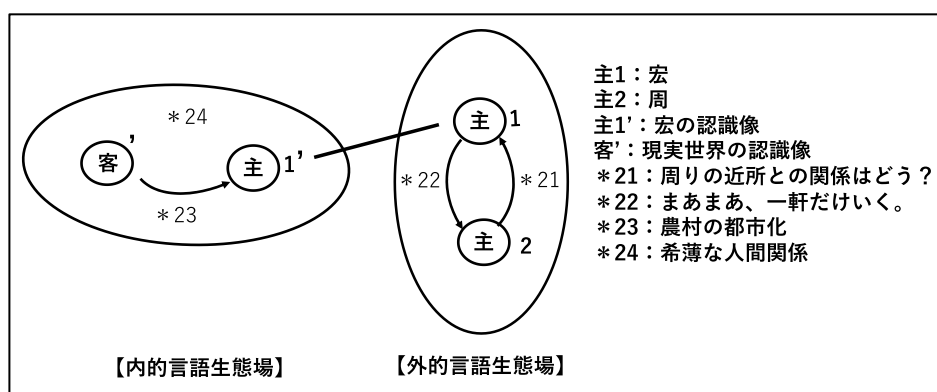 ＊24
客
’
主
1’
＊23
主
1
＊22
＊21
主
2
【内的言語生態場】
【外的言語生態場】
主1：宏
主2：周
主1’：宏の認識像
客’：現実世界の認識像
＊21：周りの近所との関係はどう？
＊22：まあまあ、一軒だけいく。
＊23：農村の都市化
＊24：希薄な人間関係